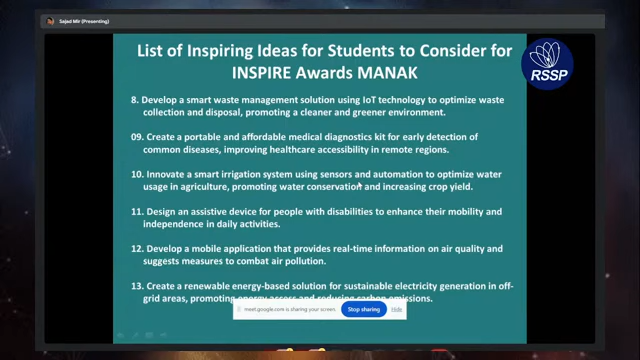 Sajad Mir (Presenting)
List of Inspiring Ideas for Students to Consider for
INSPIRE Awards MANAK
RSSP
8. Develop a smart waste management solution using IoT technology to optimize waste
collection and disposal, promoting a cleaner and greener environment.
09. Create a portable and affordable medical diagnostics kit for early detection of
common diseases, improving healthcare accessibility in remote regions.
10. Innovate a smart irrigation system using sensors and automation to optimize water
usage in agriculture, promoting water conservation and increasing crop yield.
11. Design an assistive device for people with disabilities to enhance their mobility and
independence in daily activities.
12. Develop a mobile application that provides real-time information on air quality and
suggests measures to combat air pollution.
13. Create a renewable energy-based solution for sustainable electricity generation in off-
grid areas, promoting energy access and reducing carbon emissions.
meet.google.com is sharing your screen.
Stop sharing
Hide